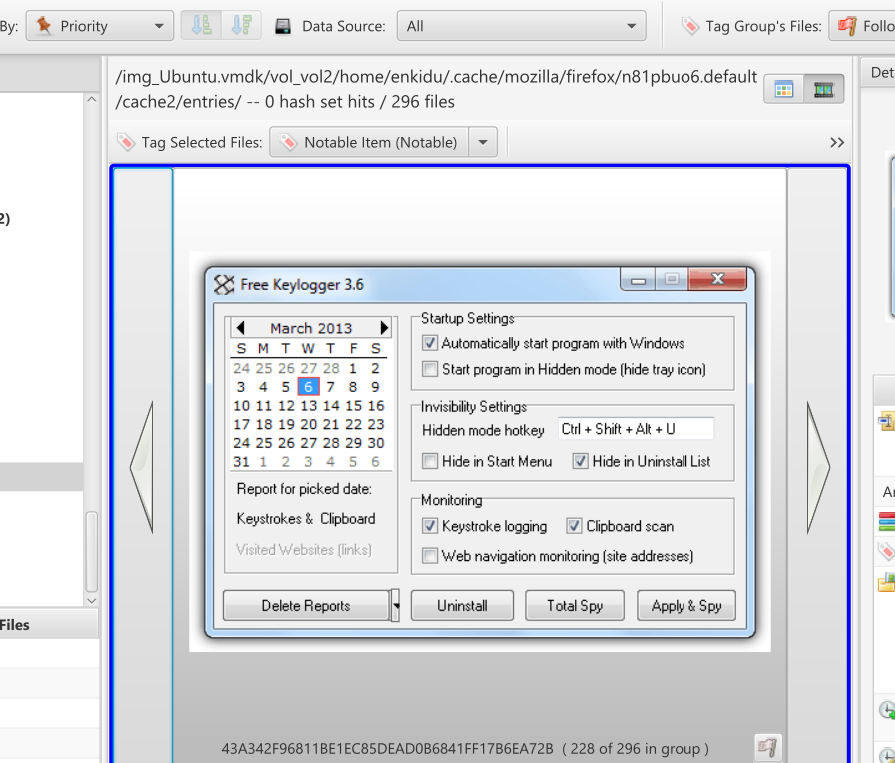 By:
Priority
Data Source:
All
Tag Group's Files:
Follo
/img_Ubuntu.vmdk/vol_vol2/home/enkidu/.cache/mozilla/firefox/n81pbuo6.default
/cache2/entries/ -- 0 hash set hits / 296 files
Det
Tag Selected Files:
Notable Item (Notable)
2)
Free Keylogger 3.6
March 2013
S M T W T F S
24 25 26 27 28 1 2
3 4 5 6 7 8 9
10 11 12 13 14 15 16
17 18 19 20 21 22 23
24 25 26 27 28 29 30
31 1 2 3 4 5 6
Report for picked date:
Keystrokes & Clipboard
Visited Websites (links)
Startup Settings
Automatically start program with Windows
Start program in Hidden mode (hide tray icon)
Invisibility Settings
Hidden mode hotkey
Ctrl + Shift + Alt + U
Hide in Start Menu
Hide in Uninstall List
Monitoring
Keystroke logging
Clipboard scan
Web navigation monitoring (site addresses)
Delete Reports
Uninstall
Total Spy
Apply & Spy
Files
Ar
43A342F96811BE1EC85DEAD0B6841FF17B6EA72B ( 228 of 296 in group )